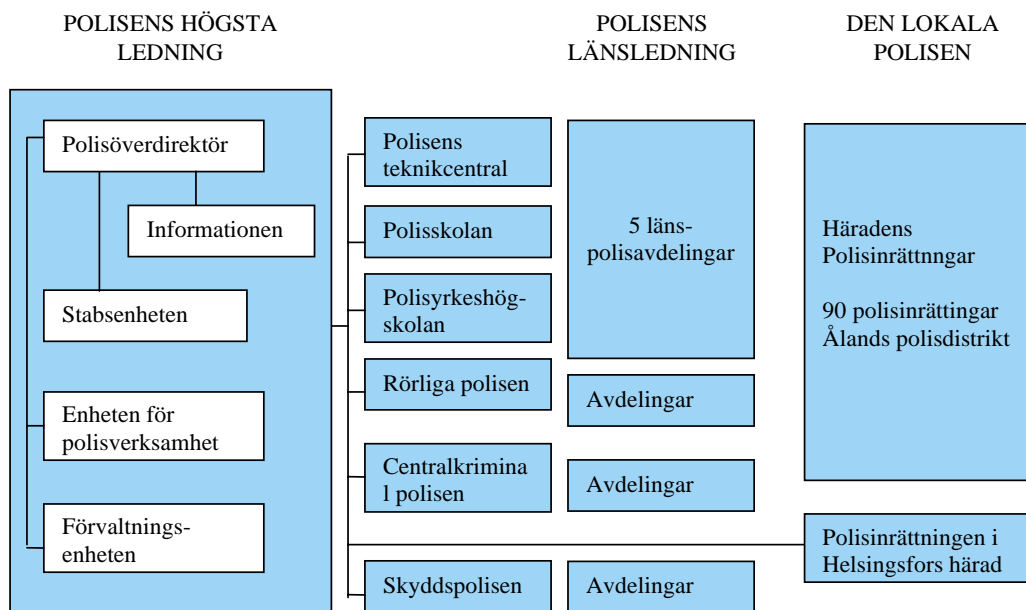 POLISENS HÖGSTA
LEDNING
POLISENS
LÄNSLEDNING
DEN LOKALA
POLISEN
Polisöverdirektör
Informationen
Stabsenheten
Enheten för
polisverksamhet
Förvaltnings-
enheten
Polisens
teknikcentral
Polisskolan
Polisyrkeshög-
skolan
Rörliga polisen
Centralkrimina
l polisen
Skyddspolisen
5 läns-
polisavdelingar
Avdelingar
Avdelingar
Avdelingar
Häradens
Polisinrättnngar
90 polisinrättingar
Ålands polisdistrikt
Polisinrättningen i
Helsingsfors härad